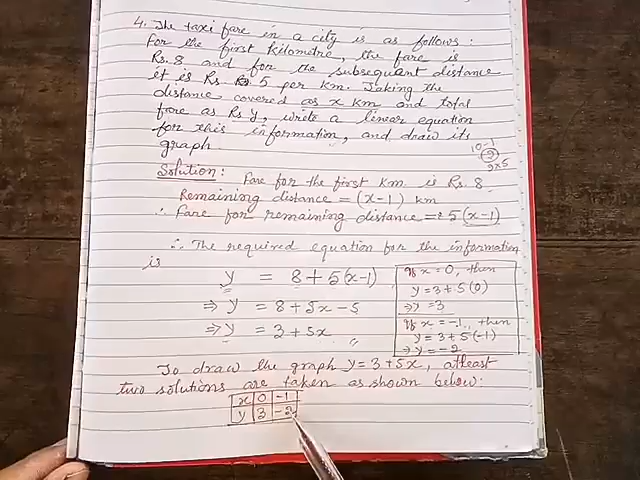 4. The taxi fare in a city is as follows:
For the first kilometre, the fare is
Rs. 8 and for the subsequant distance
it is Rs 5 per km. Taking the
distance covered as x km and total
fare as Rs y, write a linear equation
for this information, and draw its
graph
10-1
9
9x5
Solution: Fare for the first km is Rs. 8
Remaining distance = (x-1) km
∴ Fare for remaining distance = 5(x-1)
∴ The required equation for the information
is
y = 8+5(x-1)
⇒ y = 8+5x-5
⇒ y = 3+5x
If x=0, then
y=3+5(0)
⇒ y=3
If x=-1, then
y=3+5(-1)
⇒ y=-2
To draw the graph y=3+5x, atleast
two solutions are taken as shown below:
x 0 -1
y 3 -2